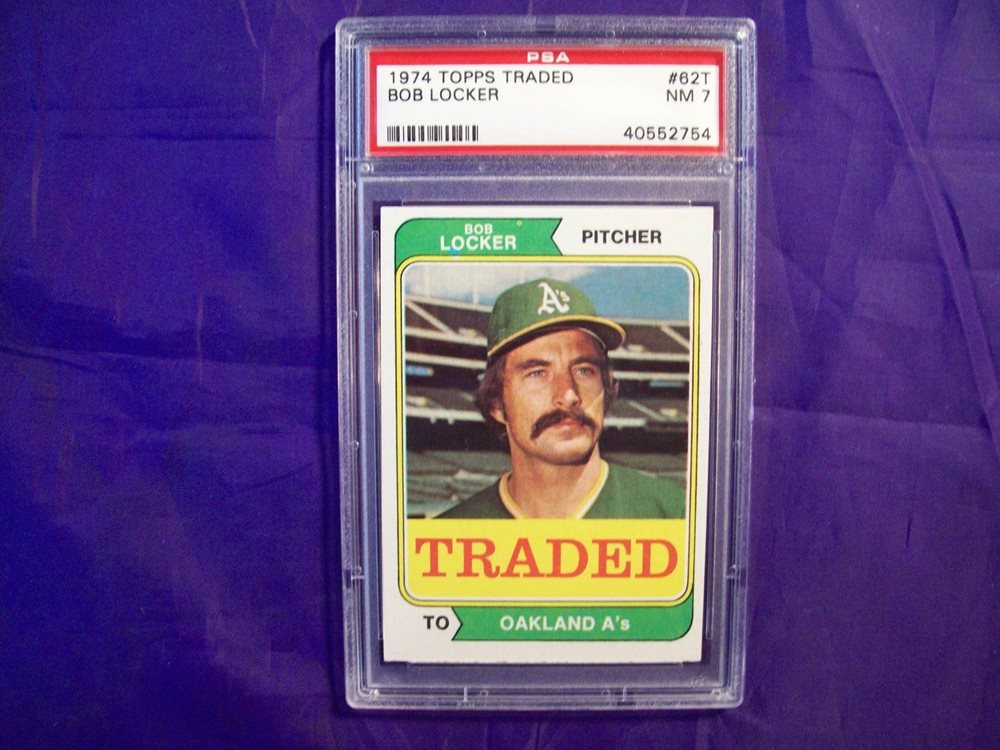 PSA
1974 TOPPS TRADED #62T
BOB LOCKER NM 7
40552754
BOB
LOCKER
PITCHER
A's
TRADED
TO OAKLAND A's